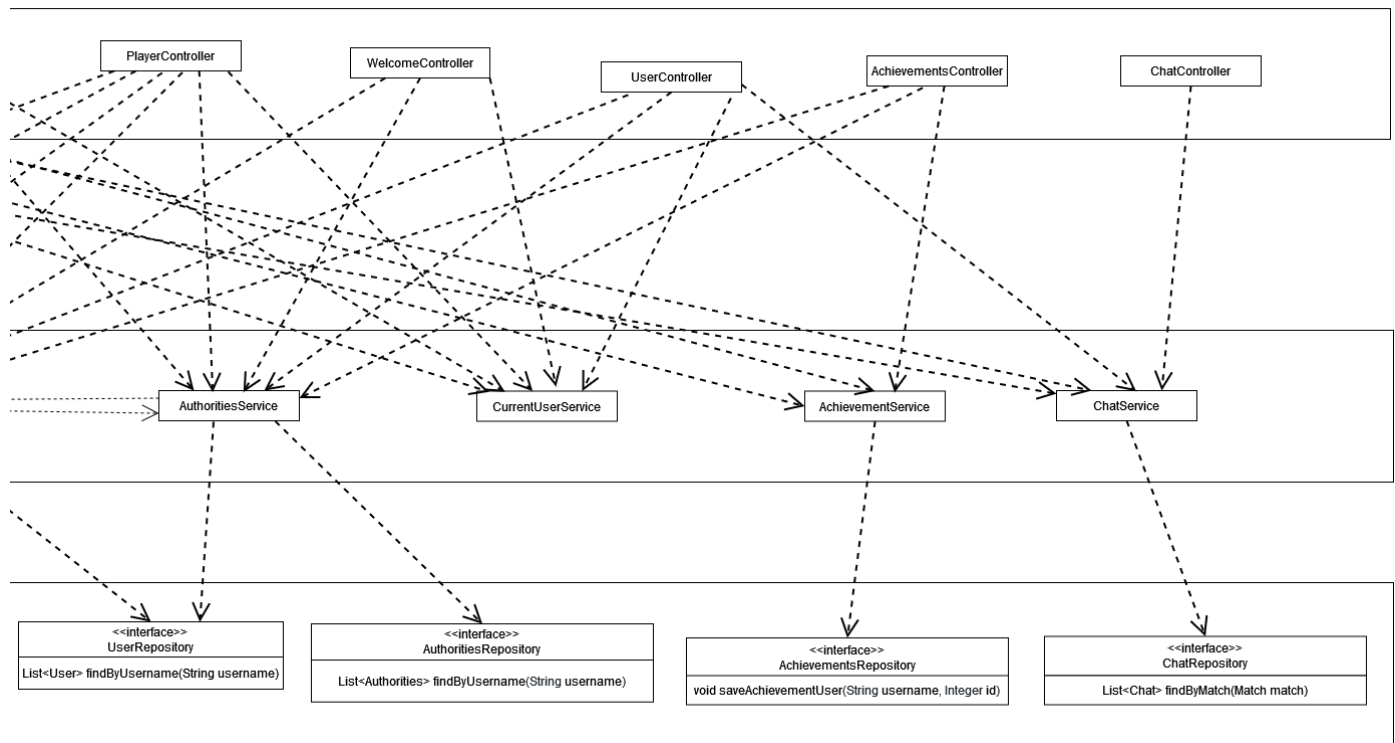 PlayerController
WelcomeController
UserController
AchievementsController
ChatController
AuthoritiesService
CurrentUserService
AchievementService
ChatService
<<interface>>
UserRepository
List<User> findByUsername(String username)
<<interface>>
AuthoritiesRepository
List<Authorities> findByUsername(String username)
<<interface>>
AchievementsRepository
void saveAchievementUser(String username, Integer id)
<<interface>>
ChatRepository
List<Chat> findByMatch(Match match)